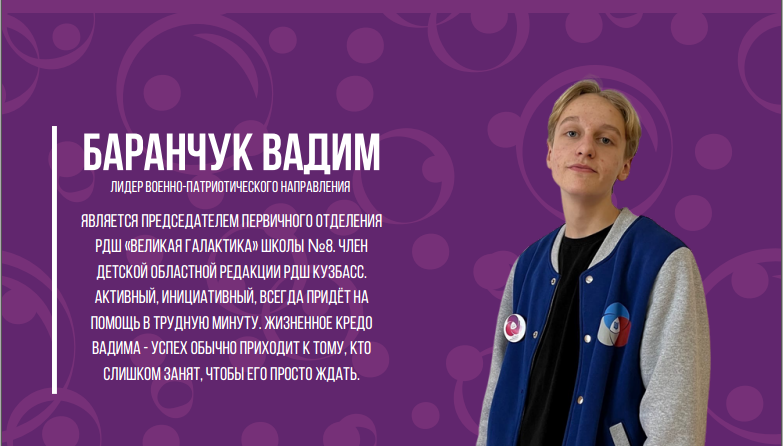 БАРАНЧУК ВАДИМ
ЛИДЕР ВОЕННО-ПАТРИОТИЧЕСКОГО НАПРАВЛЕНИЯ
ЯВЛЯЕТСЯ ПРЕДСЕДАТЕЛЕМ ПЕРВИЧНОГО ОТДЕЛЕНИЯ
РДШ «ВЕЛИКАЯ ГАЛАКТИКА» ШКОЛЫ №8. ЧЛЕН
ДЕТСКОЙ ОБЛАСТНОЙ РЕДАКЦИИ РДШ КУЗБАСС.
АКТИВНЫЙ, ИНИЦИАТИВНЫЙ, ВСЕГДА ПРИДЁТ НА
ПОМОЩЬ В ТРУДНУЮ МИНУТУ. ЖИЗНЕННОЕ КРЕДО
ВАДИМА - УСПЕХ ОБЫЧНО ПРИХОДИТ К ТОМУ, КТО
СЛИШКОМ ЗАНЯТ, ЧТОБЫ ЕГО ПРОСТО ЖДАТЬ.